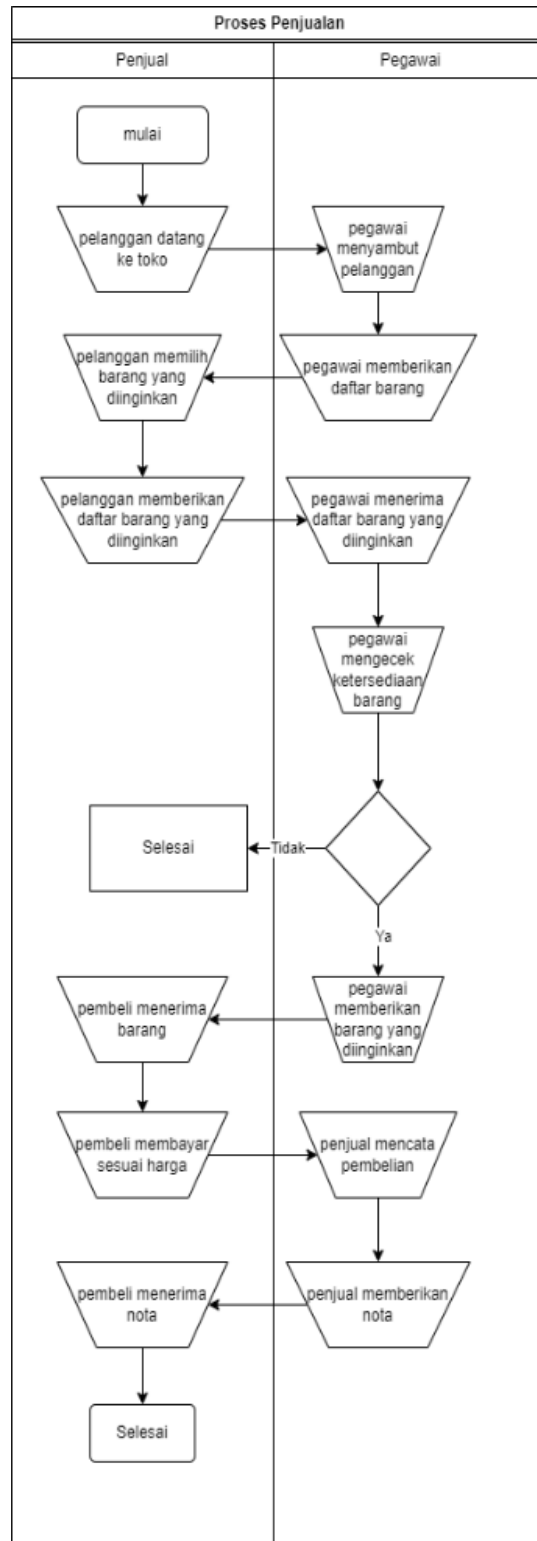 Proses Penjualan
Penjual
Pegawai
mulai
pelanggan datang
ke toko
pegawai
menyambut
pelanggan
pegawai memberikan
daftar barang
pelanggan memilih
barang yang
diinginkan
pelanggan memberikan
daftar barang yang
diinginkan
pegawai menerima
daftar barang yang
diinginkan
pegawai
mengecek
ketersediaan
barang
Selesai
Tidak
Ya
pegawai
memberikan
barang yang
diinginkan
pembeli menerima
barang
pembeli membayar
sesuai harga
penjual mencata
pembelian
penjual memberikan
nota
pembeli menerima
nota
Selesai